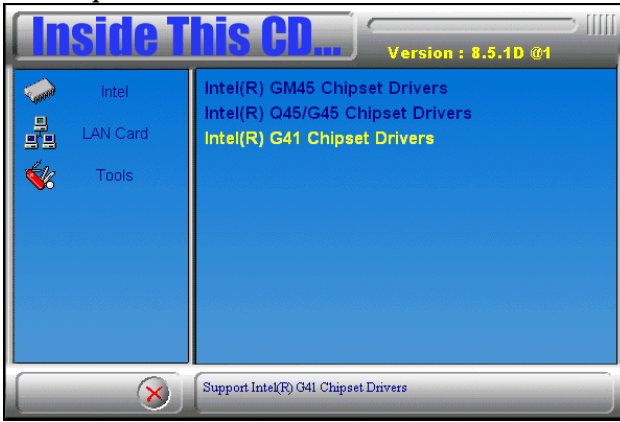 Inside This CD...
Version : 8.5.1D @1
Intel
LAN Card
Tools
Intel(R) GM45 Chipset Drivers
Intel(R) Q45/G45 Chipset Drivers
Intel(R) G41 Chipset Drivers
Support Intel(R) G41 Chipset Drivers